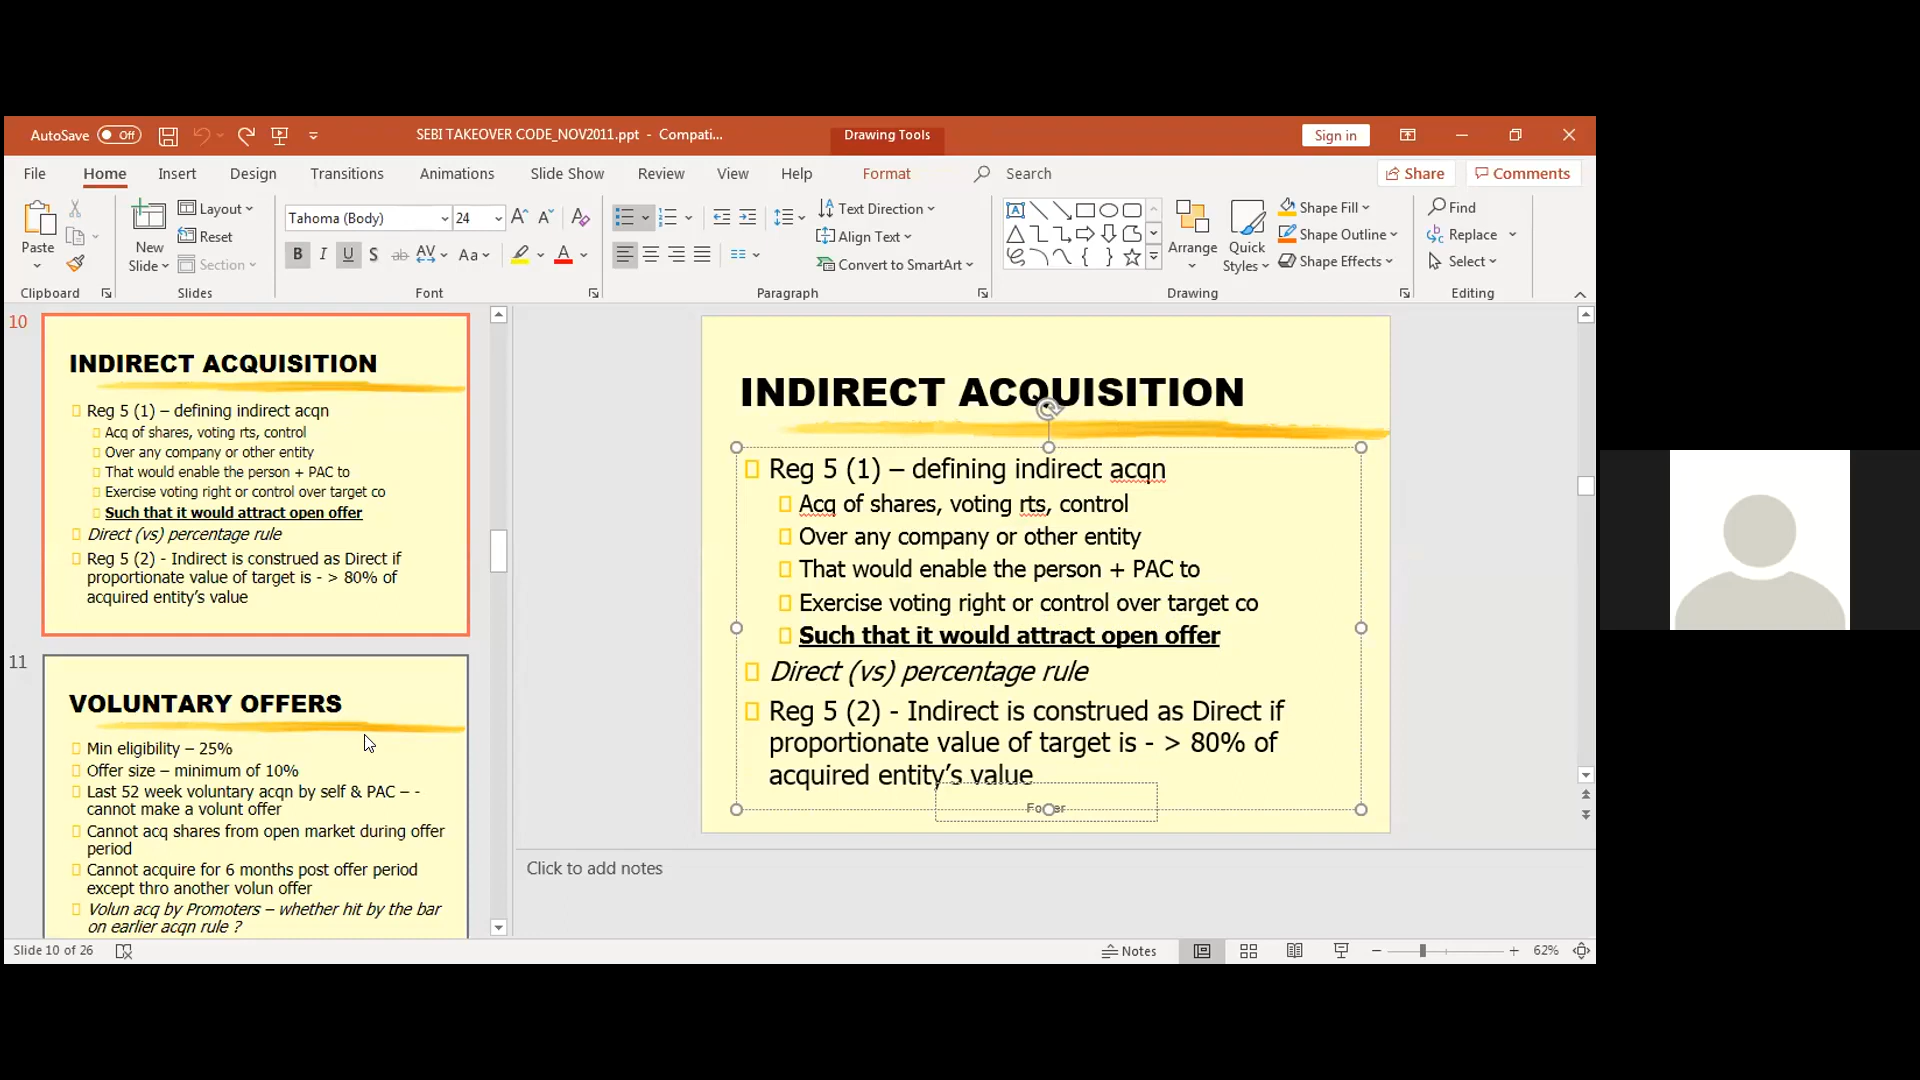 AutoSave Off SEBI TAKEOVER CODE_NOV2011.ppt - Compati... Drawing Tools Sign in
File Home Insert Design Transitions Animations Slide Show Review View Help Format Search Share Comments
Paste
Clipboard
New
Slide
Layout
Reset
Section
Slides
Tahoma (Body) 24
B I U S ab AV Aa A
Font
Text Direction
Align Text
Convert to SmartArt
Paragraph
Arrange
Quick
Styles
Shape Fill
Shape Outline
Shape Effects
Drawing
Find
Replace
Select
Editing
10
INDIRECT ACQUISITION
Reg 5 (1) – defining indirect acqn
Acq of shares, voting rts, control
Over any company or other entity
That would enable the person + PAC to
Exercise voting right or control over target co
Such that it would attract open offer
Direct (vs) percentage rule
Reg 5 (2) - Indirect is construed as Direct if
proportionate value of target is - > 80% of
acquired entity’s value
11
VOLUNTARY OFFERS
Min eligibility – 25%
Offer size – minimum of 10%
Last 52 week voluntary acqn by self & PAC – -
cannot make a volunt offer
Cannot acq shares from open market during offer
period
Cannot acquire for 6 months post offer period
except thro another volun offer
Volun acq by Promoters – whether hit by the bar
on earlier acqn rule ?
INDIRECT ACQUISITION
Reg 5 (1) – defining indirect acqn
Acq of shares, voting rts, control
Over any company or other entity
That would enable the person + PAC to
Exercise voting right or control over target co
Such that it would attract open offer
Direct (vs) percentage rule
Reg 5 (2) - Indirect is construed as Direct if
proportionate value of target is - > 80% of
acquired entity’s value
Footer
Click to add notes
Slide 10 of 26 Notes 62%